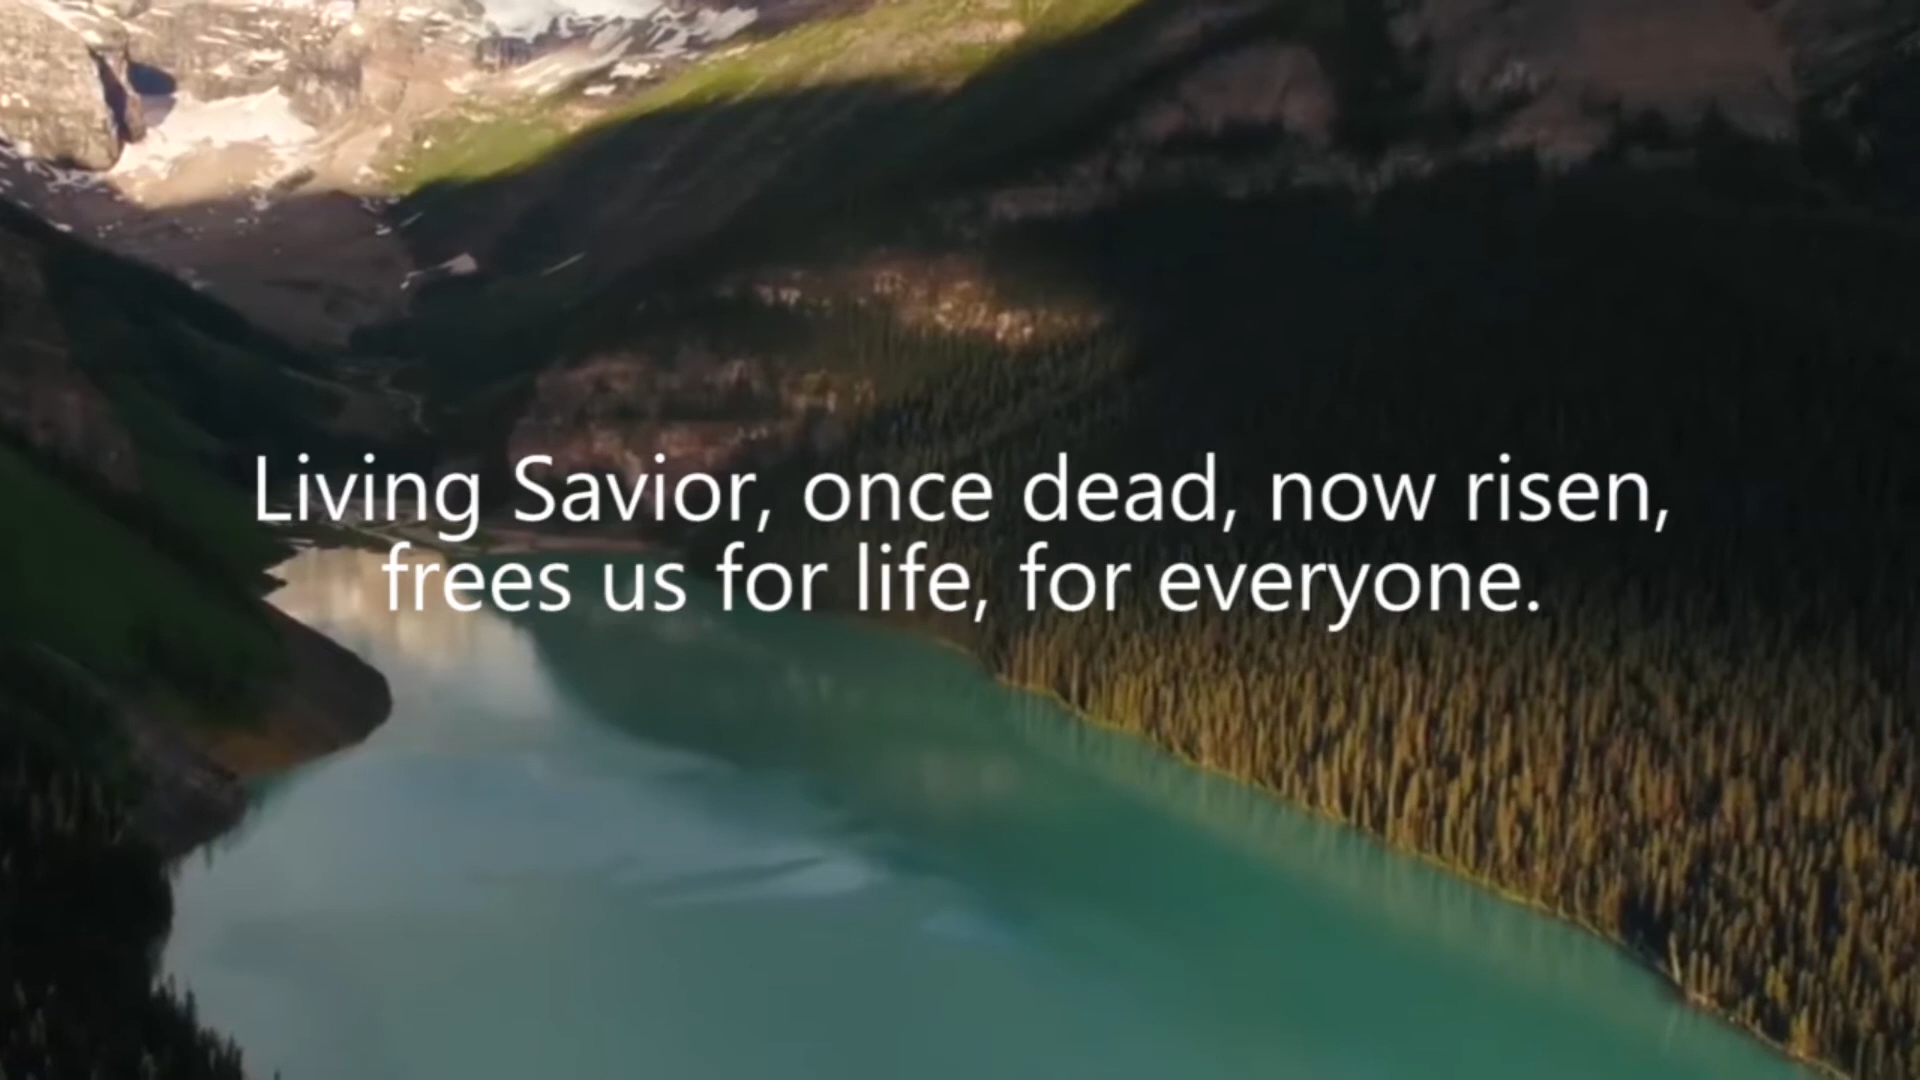 Living Savior, once dead, now risen,
frees us for life, for everyone.